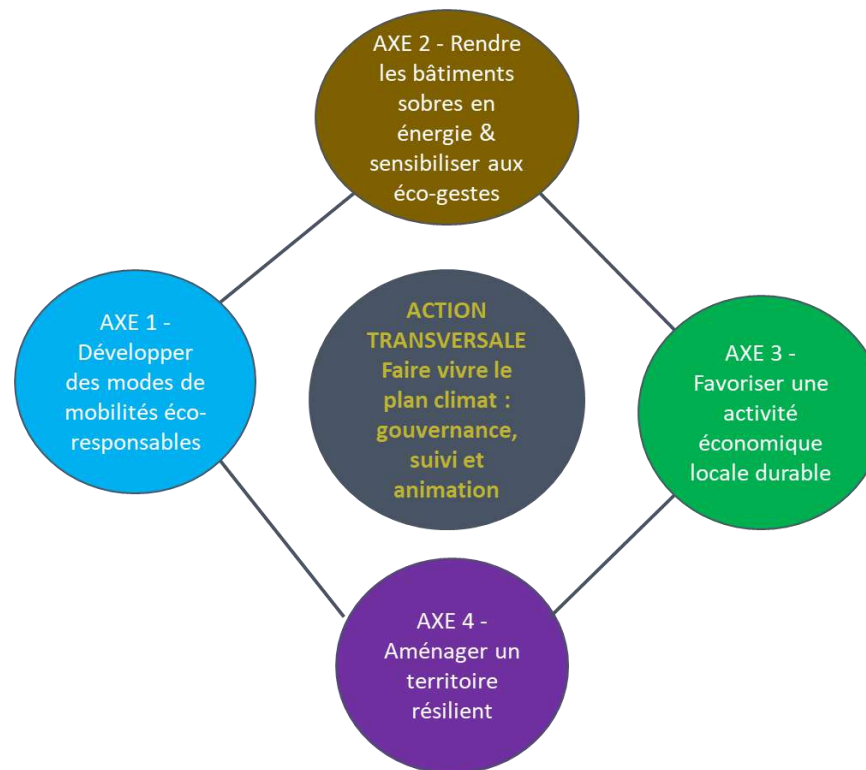 AXE 2 - Rendre
les bâtiments
sobres en
énergie &
sensibiliser aux
éco-gestes
AXE 1 -
Développer
des modes de
mobilités éco-
responsables
ACTION
TRANSVERSALE
Faire vivre le
plan climat :
gouvernance,
suivi et
animation
AXE 3 -
Favoriser une
activité
économique
locale durable
AXE 4 -
Aménager un
territoire
résilient